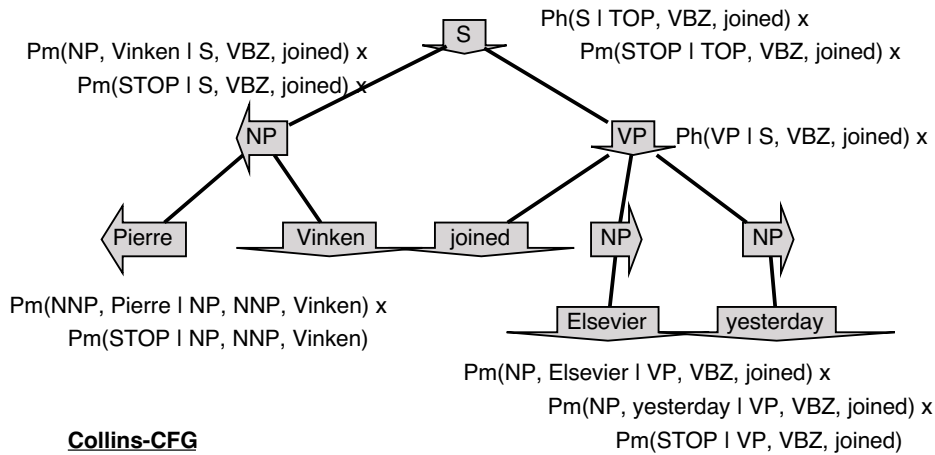 S
Ph(S | TOP, VBZ, joined) x
Pm(STOP | TOP, VBZ, joined) x
Pm(NP, Vinken | S, VBZ, joined) x
Pm(STOP | S, VBZ, joined) x
NP
VP
Ph(VP | S, VBZ, joined) x
Pierre
Vinken
joined
NP
NP
Pm(NNP, Pierre | NP, NNP, Vinken) x
Pm(STOP | NP, NNP, Vinken)
Elsevier
yesterday
Pm(NP, Elsevier | VP, VBZ, joined) x
Pm(NP, yesterday | VP, VBZ, joined) x
Pm(STOP | VP, VBZ, joined)
Collins-CFG